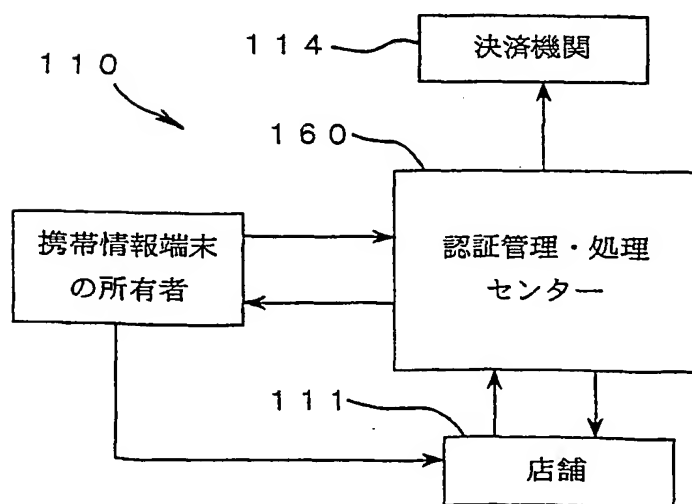 114
決済機関
110
160
携帯情報端末
の所有者
認証管理・処理
センター
111
店舗